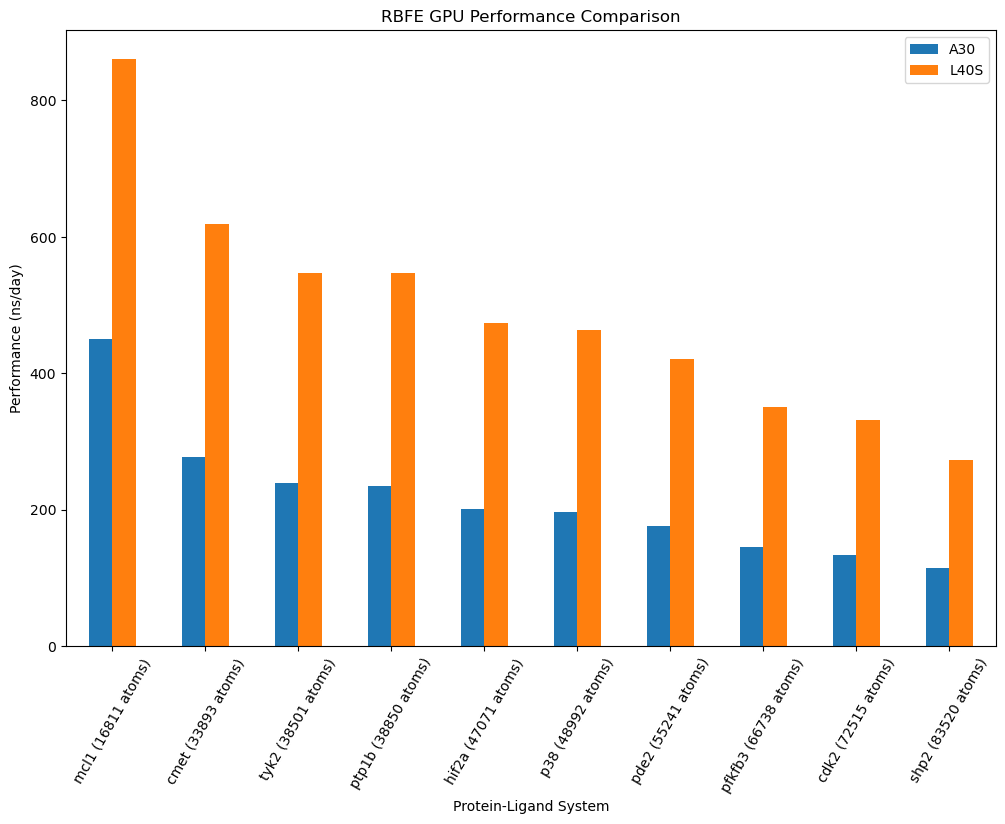 RBFE GPU Performance Comparison
A30
L40S
Performance (ns/day)
800
600
400
200
0
mcl1 (16811 atoms)
cmet (33893 atoms)
tyk2 (38501 atoms)
ptp1b (38850 atoms)
hif2a (47071 atoms)
p38 (48992 atoms)
pde2 (55241 atoms)
pfkfb3 (66738 atoms)
cdk2 (72515 atoms)
shp2 (83520 atoms)
Protein-Ligand System